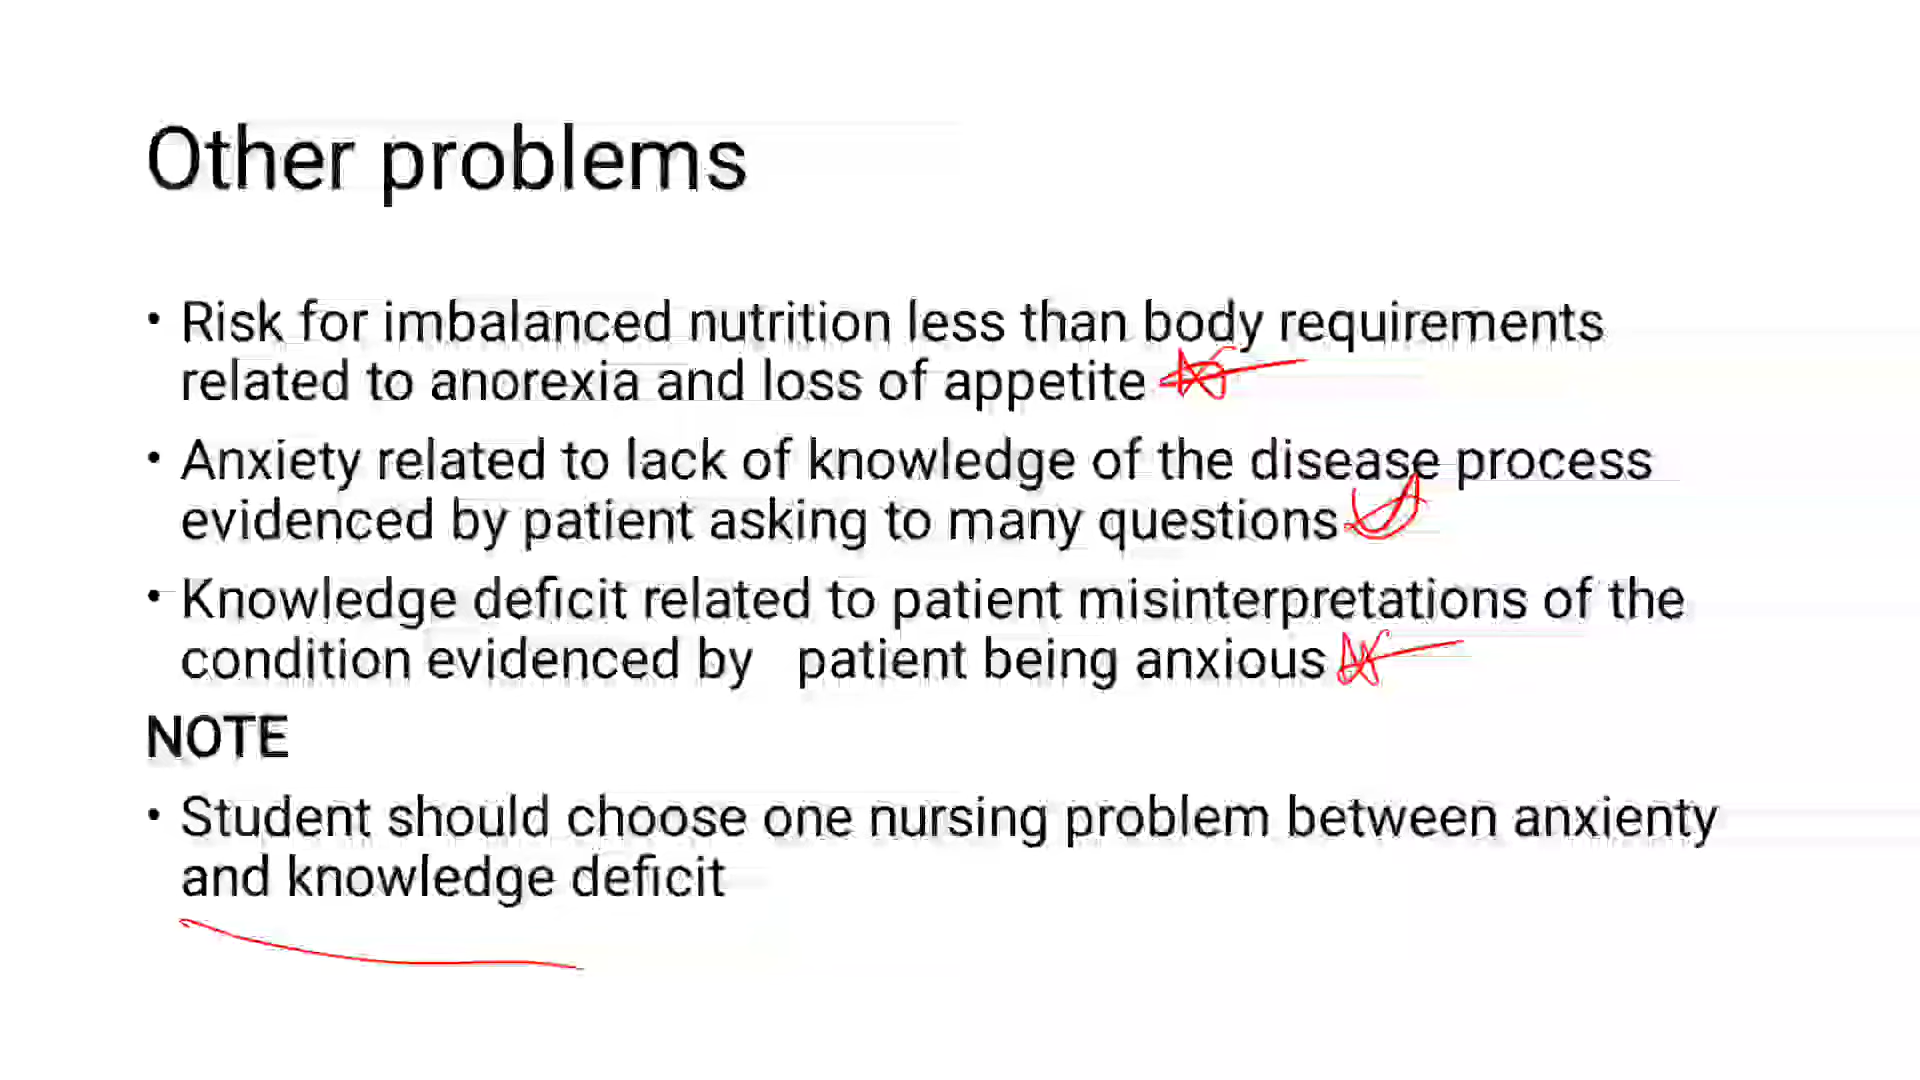 Other problems
• Risk for imbalanced nutrition less than body requirements
related to anorexia and loss of appetite
• Anxiety related to lack of knowledge of the disease process
evidenced by patient asking to many questions
• Knowledge deficit related to patient misinterpretations of the
condition evidenced by patient being anxious
NOTE
• Student should choose one nursing problem between anxienty
and knowledge deficit